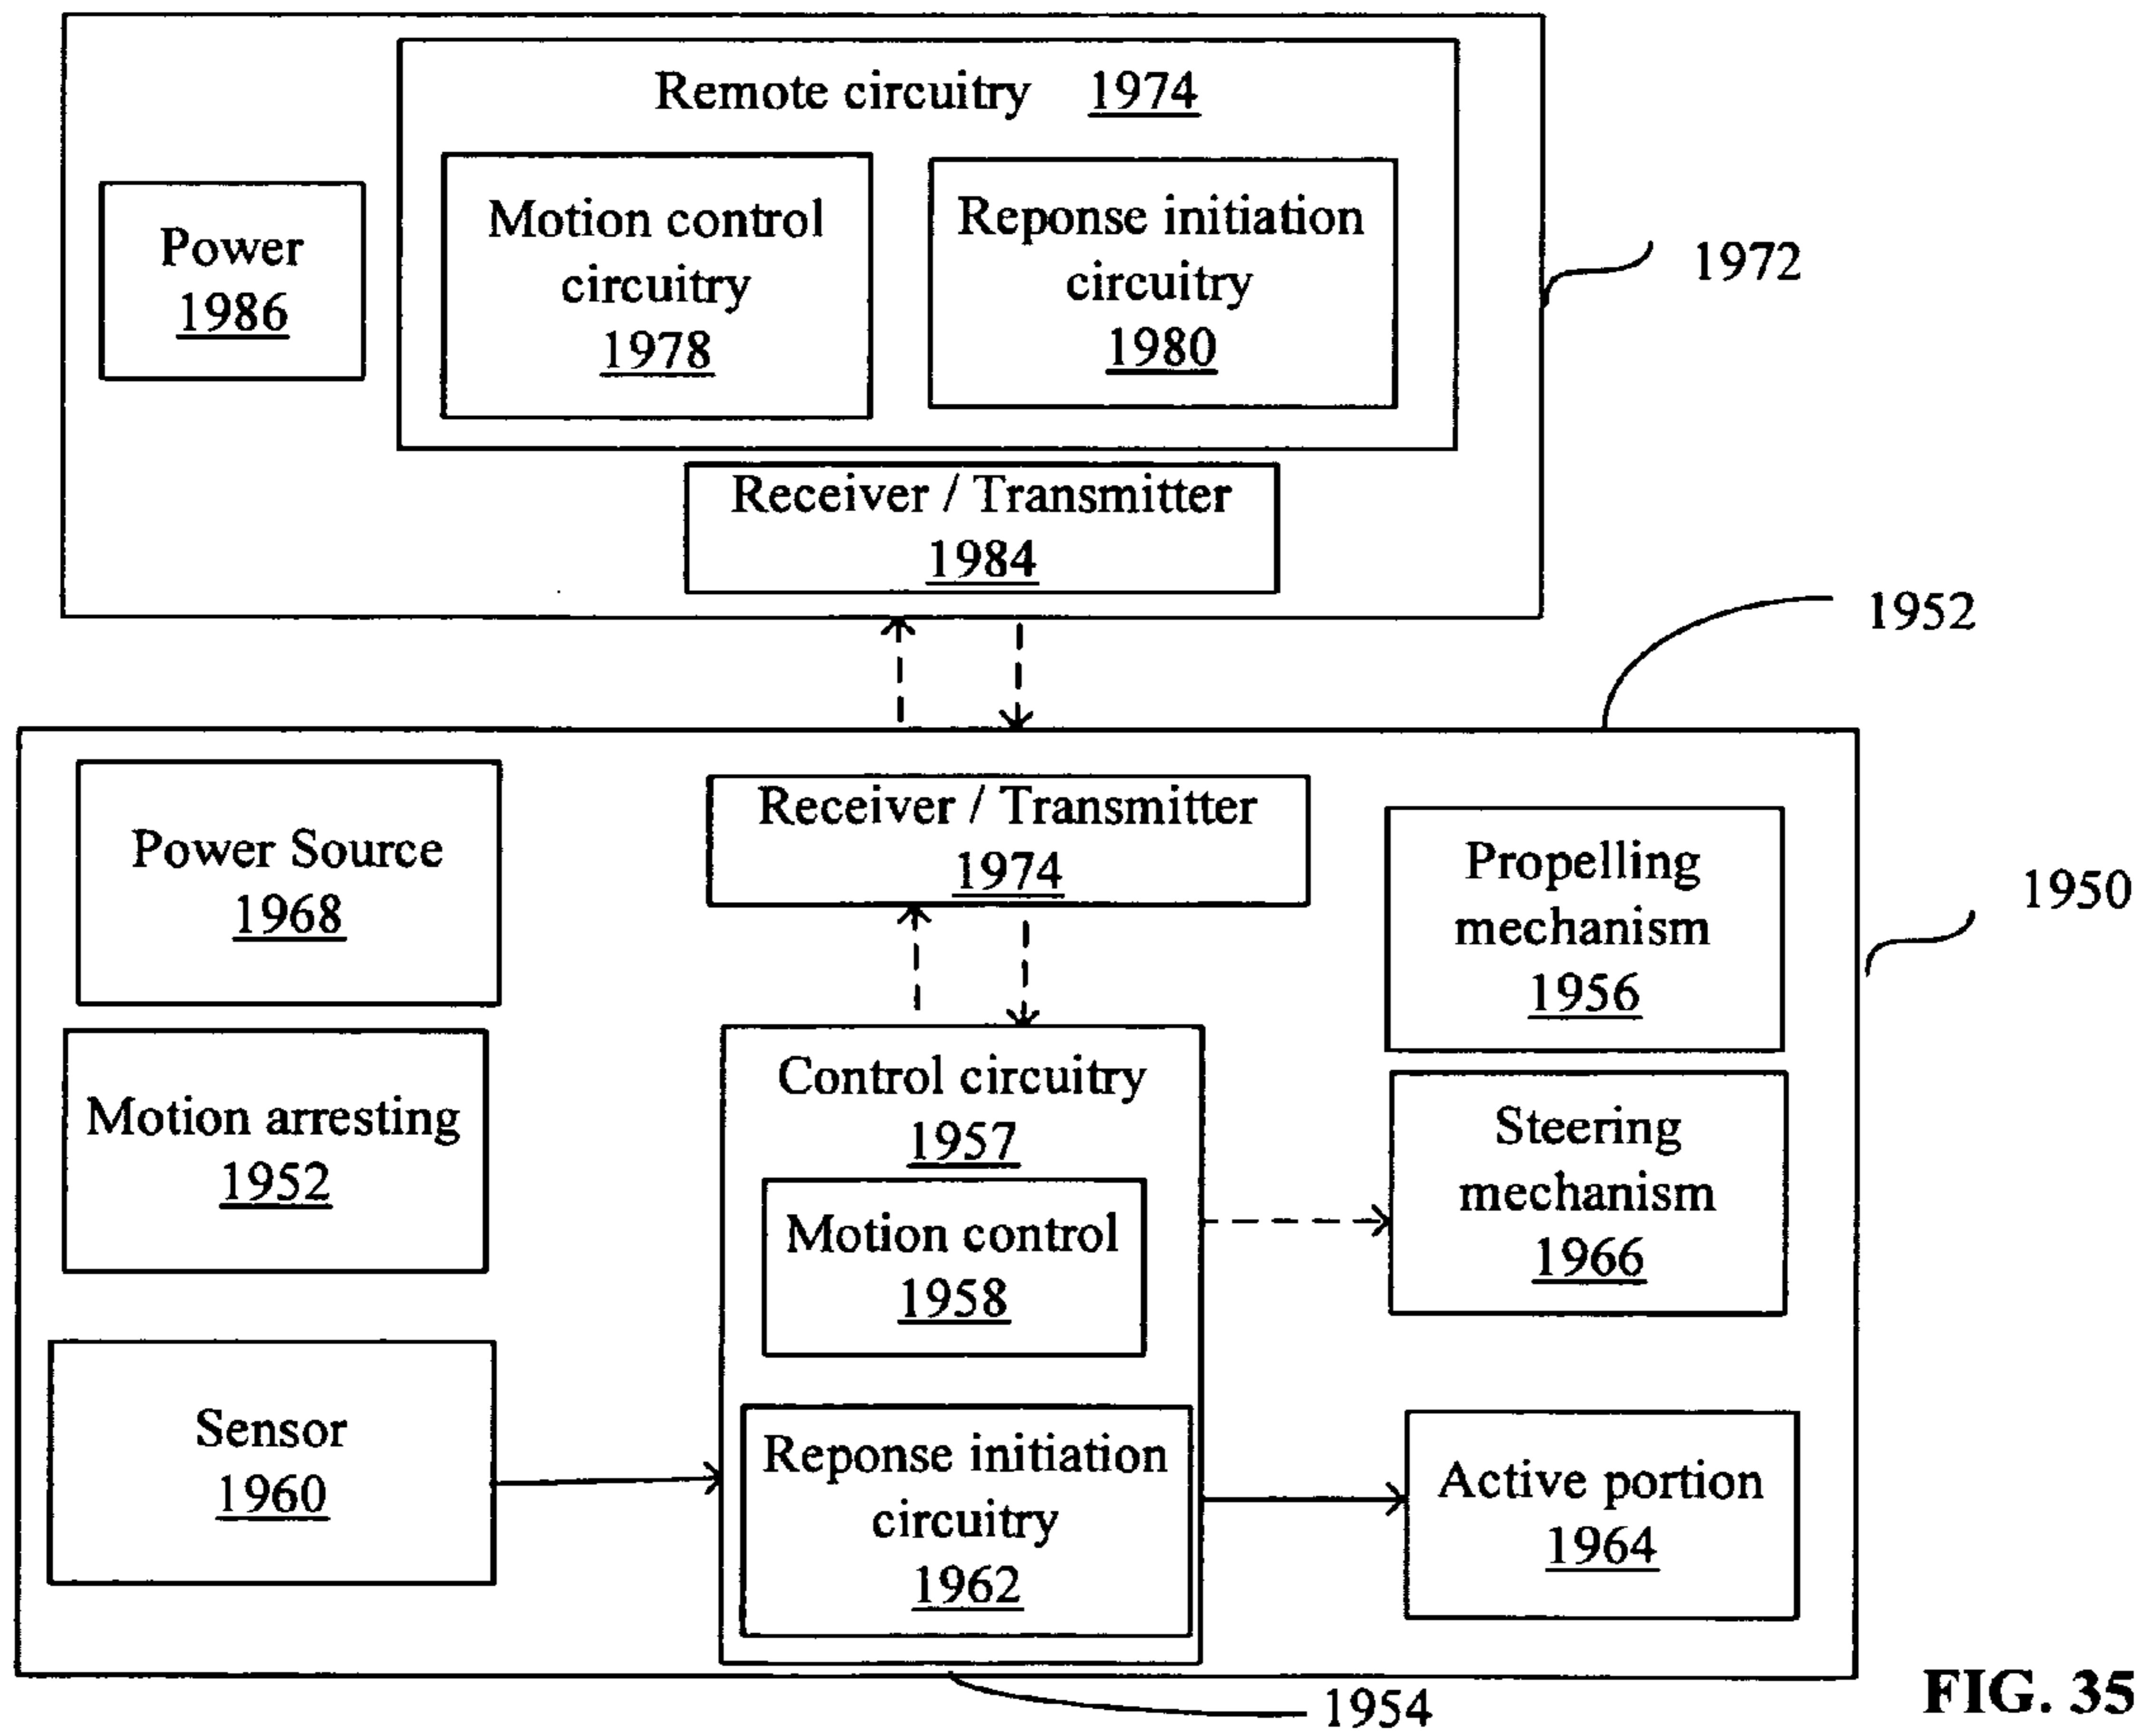 Remote circuitry 1974
Power
1986
Motion control
circuitry
1978
Reponse initiation
circuitry
1980
1972
Receiver / Transmitter
1984
1952
Power Source
1968
Receiver / Transmitter
1974
Propelling
mechanism
1956
1950
Motion arresting
1952
Control circuitry
1957
Motion control
1958
Steering
mechanism
1966
Sensor
1960
Reponse initiation
circuitry
1962
Active portion
1964
1954
FIG. 35